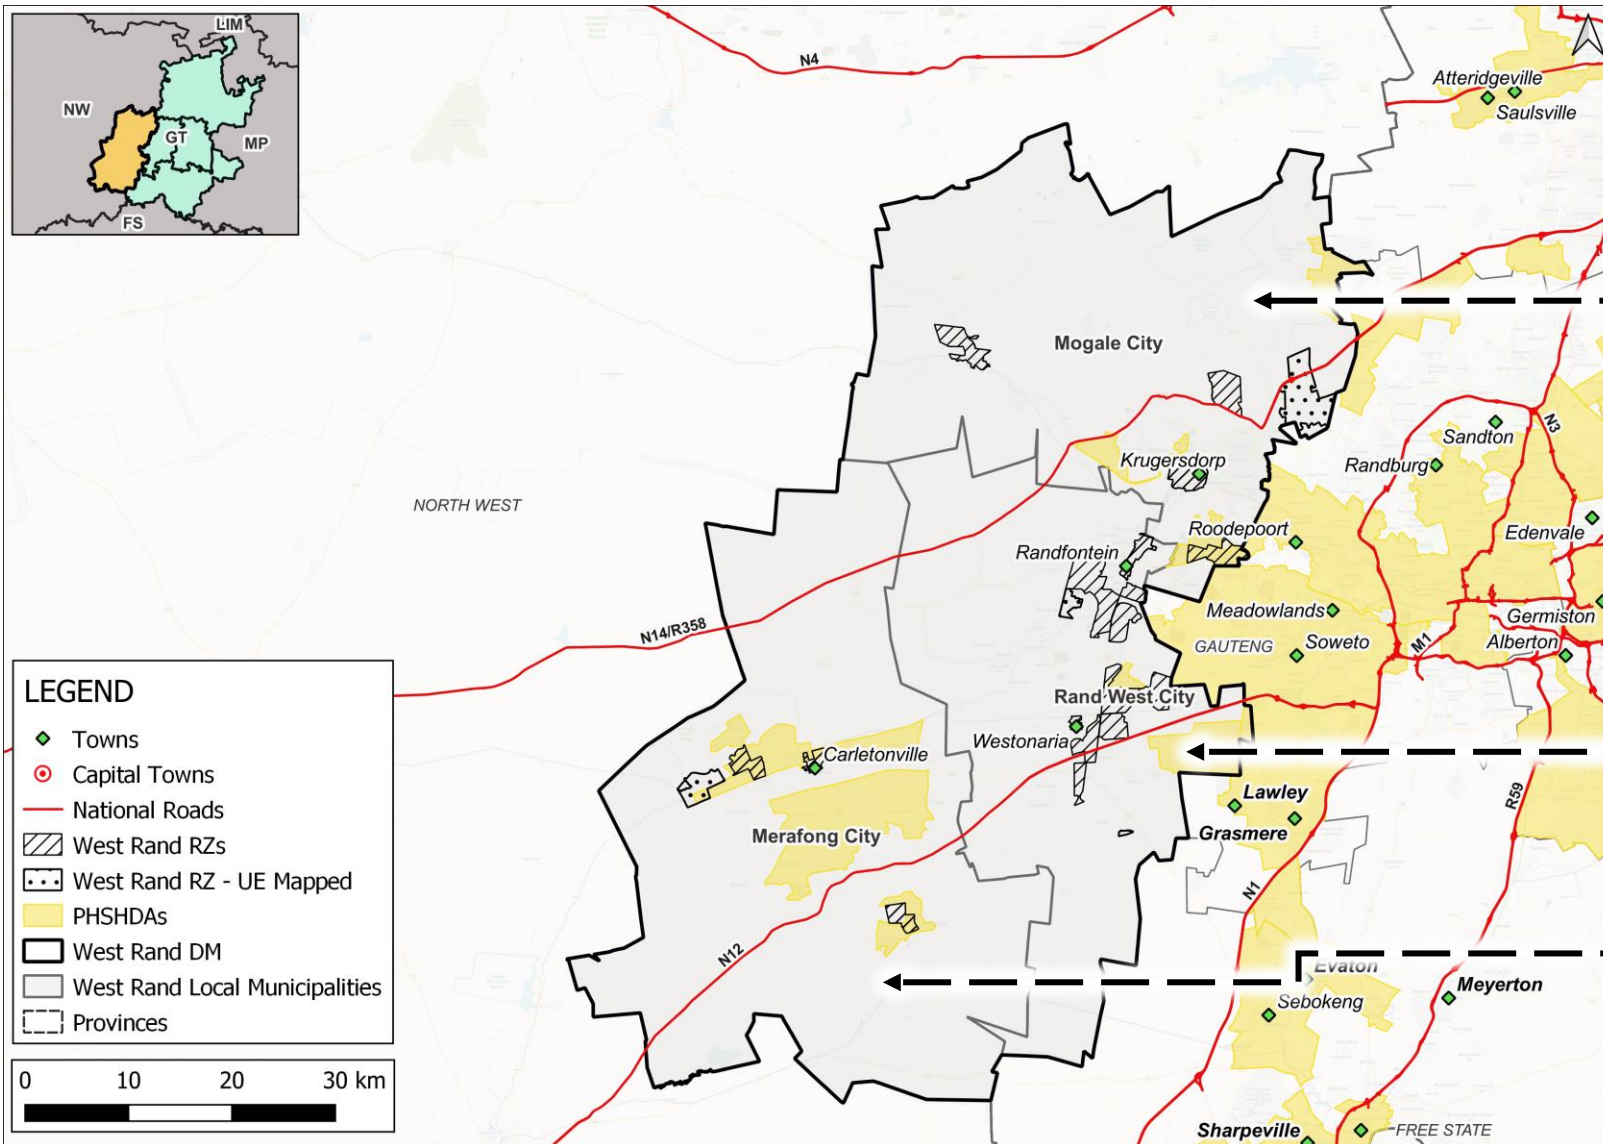 LIM
NW
GT
MP
FS
N4
Atteridgeville
Saulsville
Mogale City
N3
Sandton
Krugersdorp
Randburg
NORTH WEST
Roodepoort
Edenvale
Randfontein
Meadowlands
Germiston
N14/R358
GAUTENG
Soweto
M1
Alberton
Rand West City
Westonaria
Carletonville
Lawley
R59
Merafong City
Grasmere
N1
N12
Evaton
Sebokeng
Meyerton
Sharpeville
FREE STATE
LEGEND
Towns
Capital Towns
National Roads
West Rand RZs
West Rand RZ - UE Mapped
PHSHDAs
West Rand DM
West Rand Local Municipalities
Provinces
0 10 20 30 km